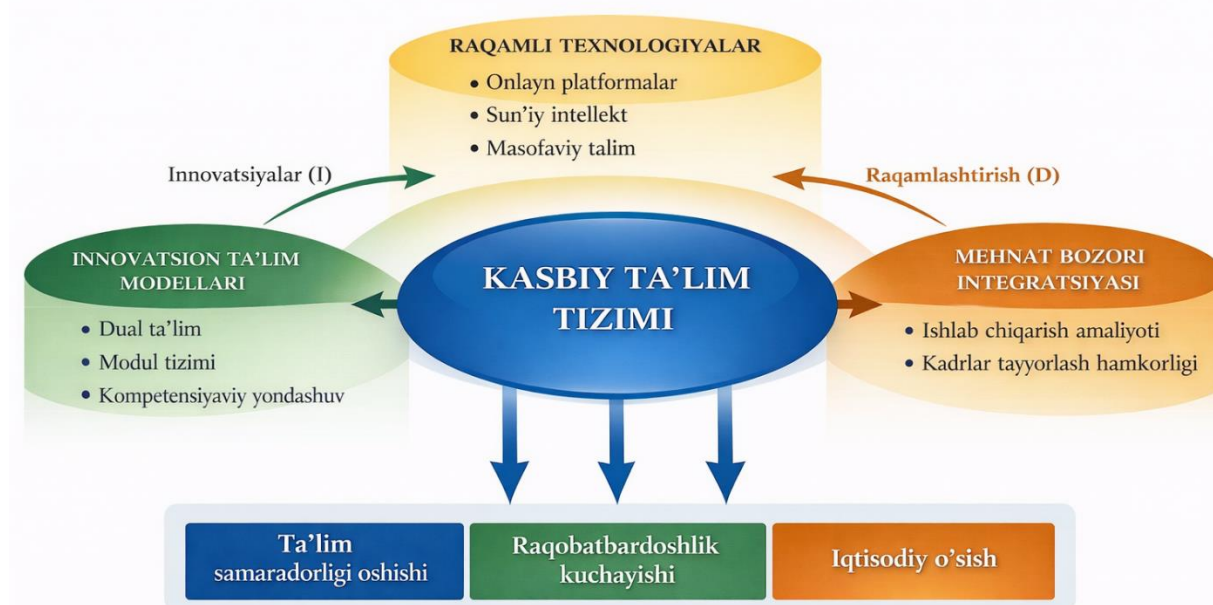 RAQAMLI TEXNOLOGIYALAR
• Onlayn platformalar
• Sun'iy intellekt
• Masofaviy talim
Innovatsiyalar (I)
Raqamlashtirish (D)
INNOVATSION TA'LIM
MODELLARI
• Dual ta'lim
• Modul tizimi
• Kompetensiyaviy yondashuv
KASBIY TA'LIM
TIZIMI
MEHNAT BOZORI
INTEGRATSIYASI
• Ishlab chiqarish amaliyoti
• Kadrlar tayyorlash hamkorligi
Ta'lim
samaradorligi oshishi
Raqobatbardoshlik
kuchayishi
Iqtisodiy o'sish